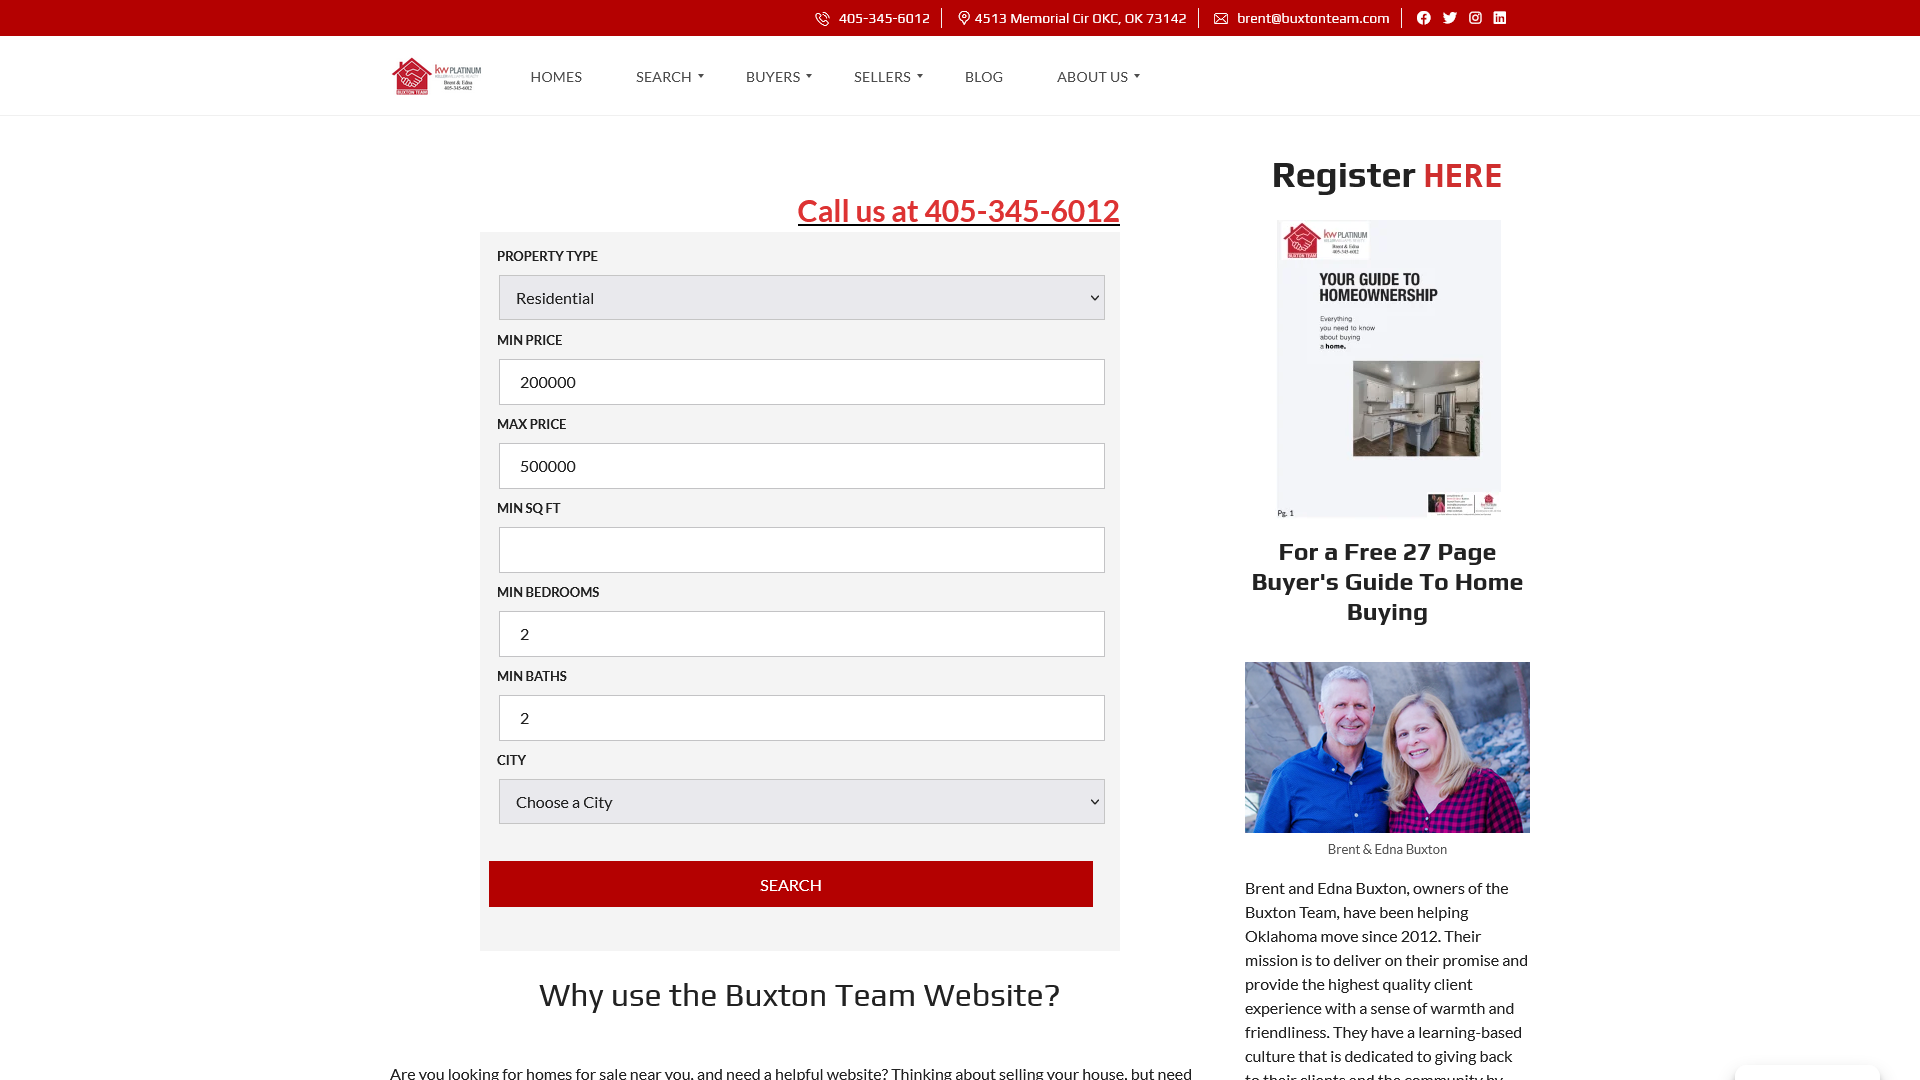 405-345-6012
4513 Memorial Cir OKC, OK 73142
brent@buxtonteam.com
BUXTON TEAM
kw PLATINUM
Brent & Edna
405-345-6012
HOMES
SEARCH
BUYERS
SELLERS
BLOG
ABOUT US
Call us at 405-345-6012
PROPERTY TYPE
Residential
MIN PRICE
200000
MAX PRICE
500000
MIN SQ FT
MIN BEDROOMS
2
MIN BATHS
2
CITY
Choose a City
SEARCH
Why use the Buxton Team Website?
Are you looking for homes for sale near you, and need a helpful website? Thinking about selling your house, but need
Register HERE
BUXTON TEAM
kw PLATINUM
Brent & Edna
405-345-6012
YOUR GUIDE TO
HOMEOWNERSHIP
Everything
you need to know
about buying
a home.
Pg. 1
For a Free 27 Page
Buyer's Guide To Home
Buying
Brent & Edna Buxton
Brent and Edna Buxton, owners of the
Buxton Team, have been helping
Oklahoma move since 2012. Their
mission is to deliver on their promise and
provide the highest quality client
experience with a sense of warmth and
friendliness. They have a learning-based
culture that is dedicated to giving back
to their clients and the community by